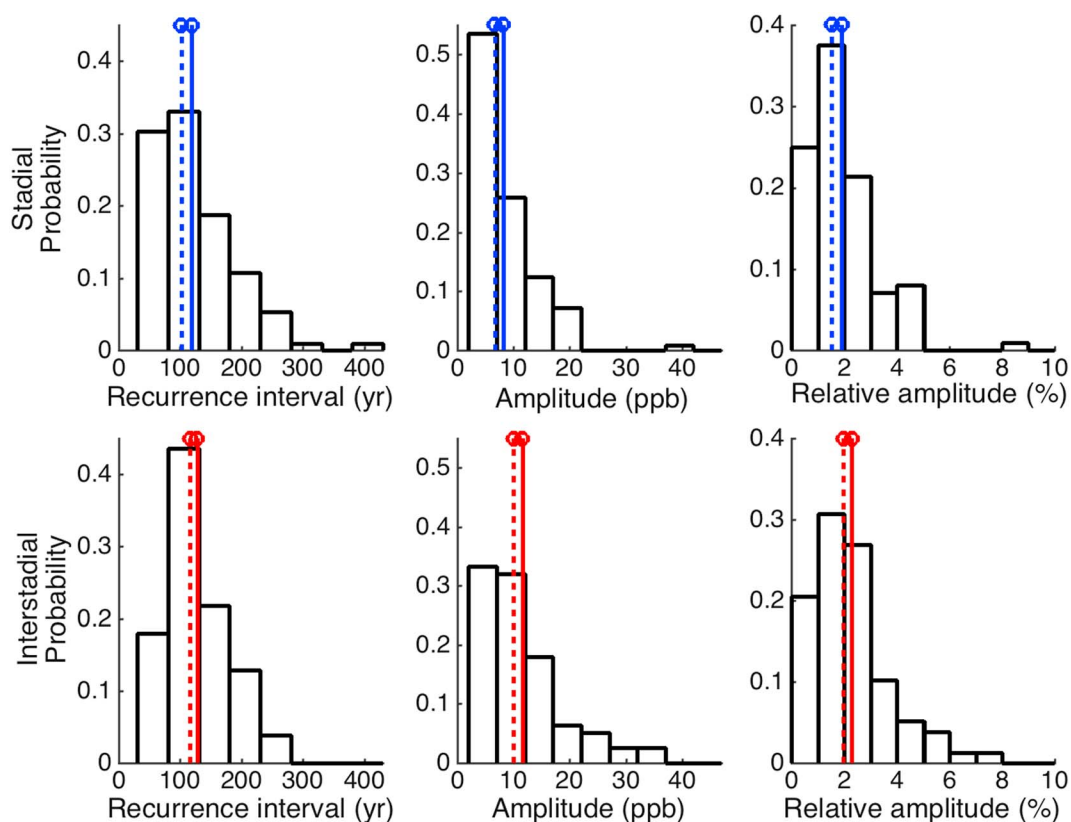 0.4
0.3
0.2
0.1
0
0 100 200 300 400
Stadial
Probability
Recurrence interval (yr)
0.5
0.4
0.3
0.2
0.1
0
0 10 20 30 40
Amplitude (ppb)
0.4
0.3
0.2
0.1
0
0 2 4 6 8 10
Relative amplitude (%)
0.4
0.3
0.2
0.1
0
0 100 200 300 400
Interstadial
Probability
Recurrence interval (yr)
0.5
0.4
0.3
0.2
0.1
0
0 10 20 30 40
Amplitude (ppb)
0.4
0.3
0.2
0.1
0
0 2 4 6 8 10
Relative amplitude (%)